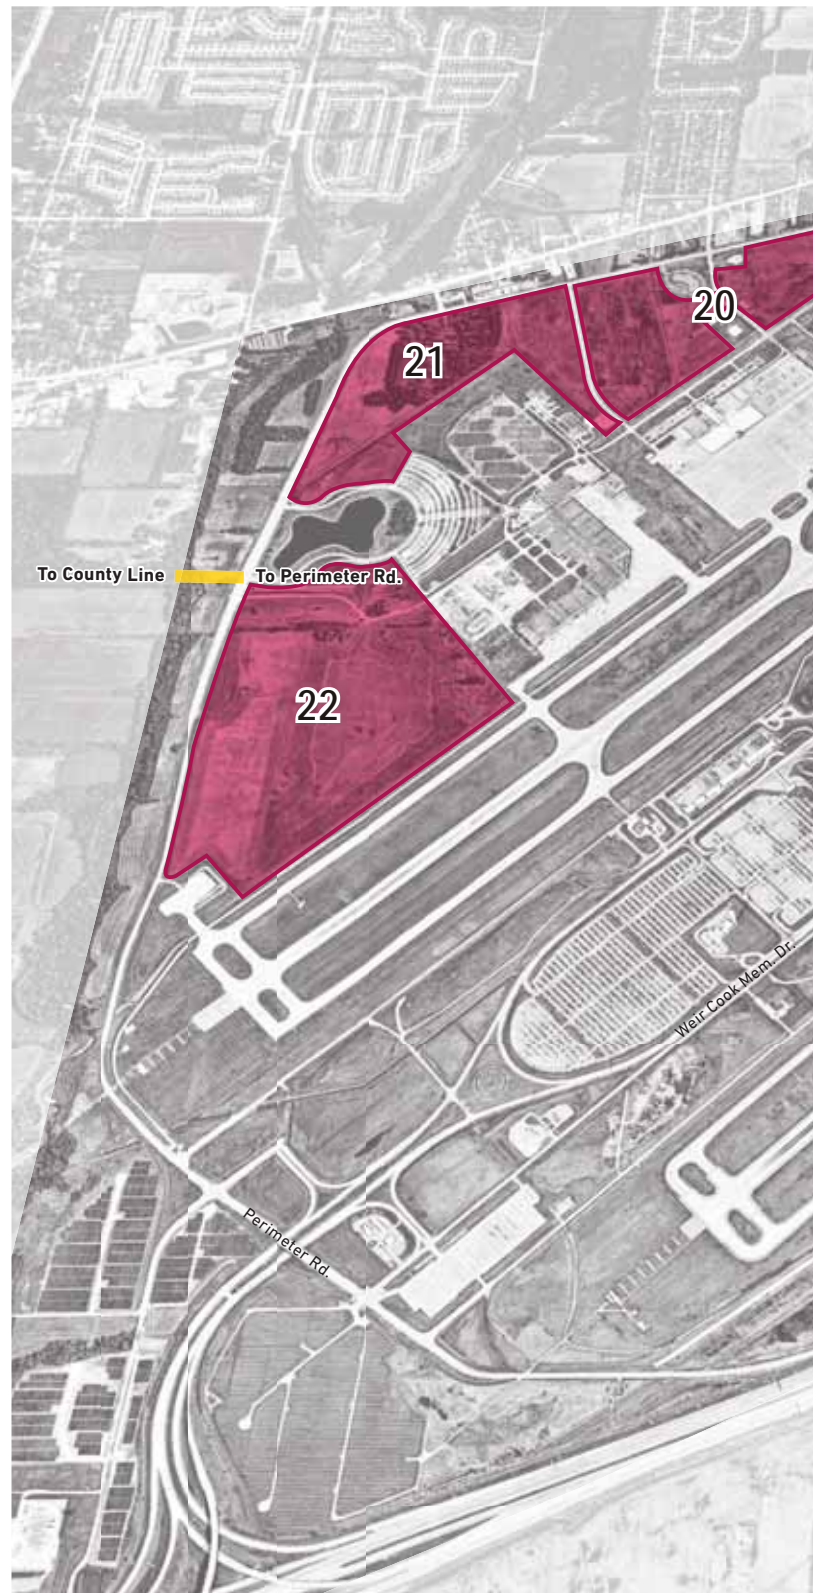 20
21
To County Line
To Perimeter Rd.
22
Weir Cook Mem. Dr.
Perimeter Rd.